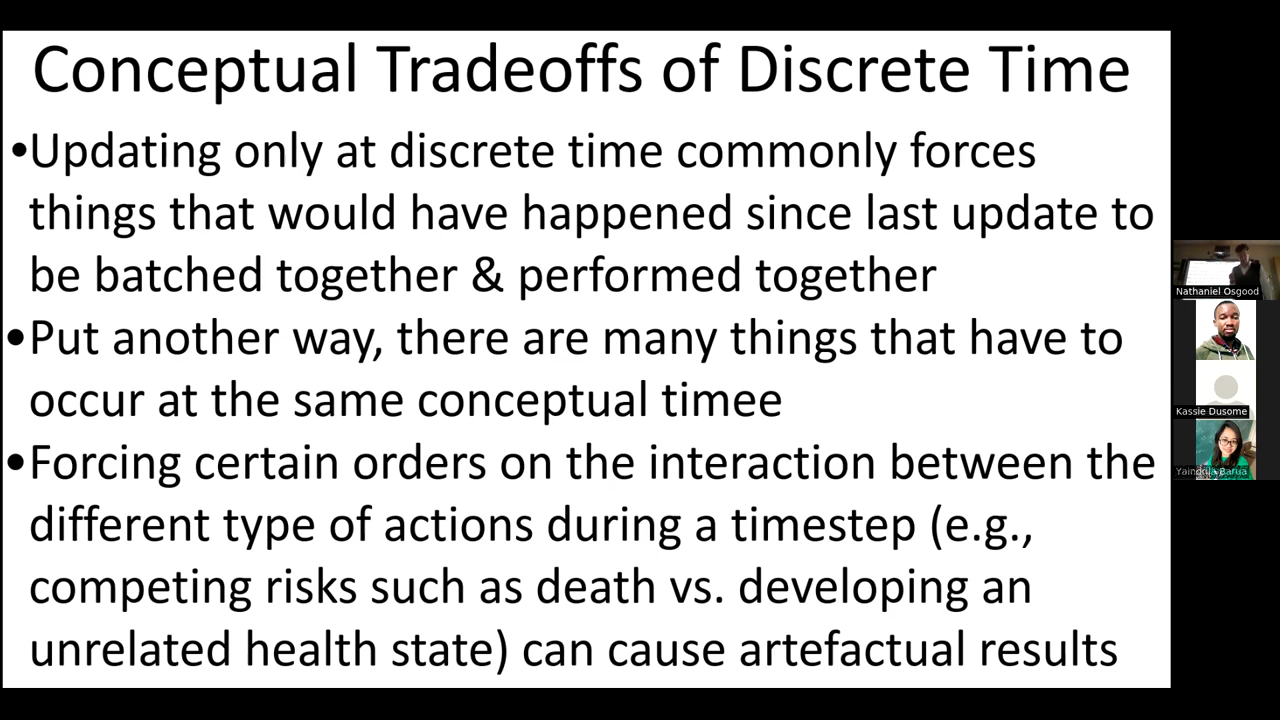 Conceptual Tradeoffs of Discrete Time
•Updating only at discrete time commonly forces
things that would have happened since last update to
be batched together & performed together
•Put another way, there are many things that have to
occur at the same conceptual timee
•Forcing certain orders on the interaction between the
different type of actions during a timestep (e.g.,
competing risks such as death vs. developing an
unrelated health state) can cause artefactual results
Nathaniel Osgood
Kassie Dusome
Barua